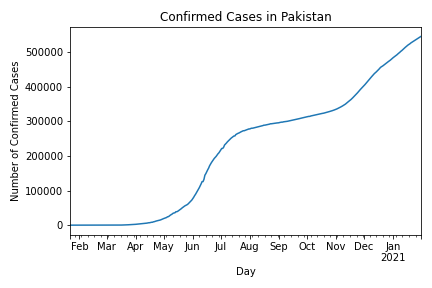 Confirmed Cases in Pakistan
Number of Confirmed Cases
500000
400000
300000
200000
100000
0
Feb Mar Apr May Jun Jul Aug Sep Oct Nov Dec Jan
2021
Day